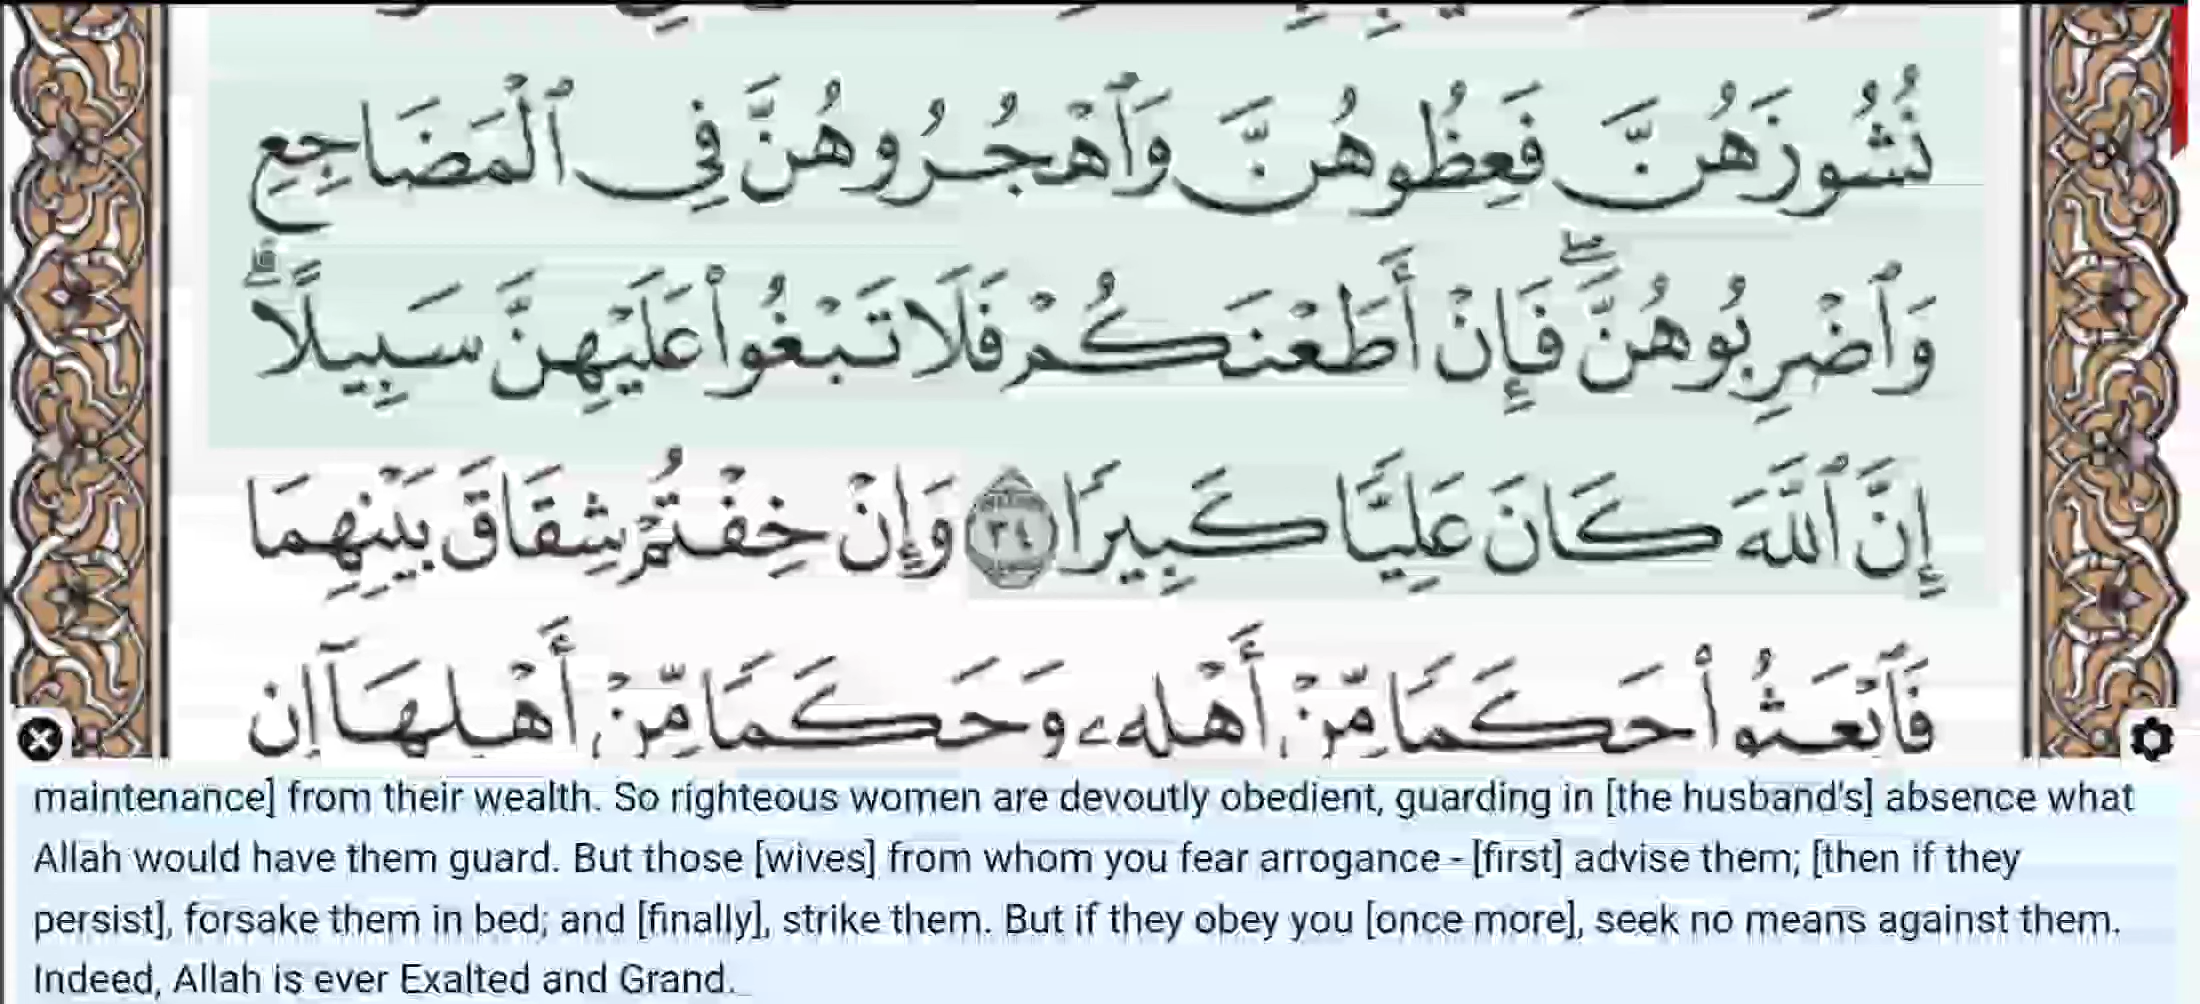 نُشُوزَهُنَّ فَعِظُوهُنَّ وَٱهْجُرُوهُنَّ فِى ٱلْمَضَاجِعِ
وَٱضْرِبُوهُنَّ ۖ فَإِنْ أَطَعْنَكُمْ فَلَا تَبْغُوا۟ عَلَيْهِنَّ سَبِيلًا ۗ
إِنَّ ٱللَّهَ كَانَ عَلِيًّا كَبِيرًا ٣٤ وَإِنْ خِفْتُمْ شِقَاقَ بَيْنِهِمَا
فَٱبْعَثُوا۟ حَكَمًا مِّنْ أَهْلِهِۦ وَحَكَمًا مِّنْ أَهْلِهَآ إِن
maintenance] from their wealth. So righteous women are devoutly obedient, guarding in [the husband's] absence what
Allah would have them guard. But those [wives] from whom you fear arrogance - [first] advise them; [then if they
persist], forsake them in bed; and [finally], strike them. But if they obey you [once more], seek no means against them.
Indeed, Allah is ever Exalted and Grand.